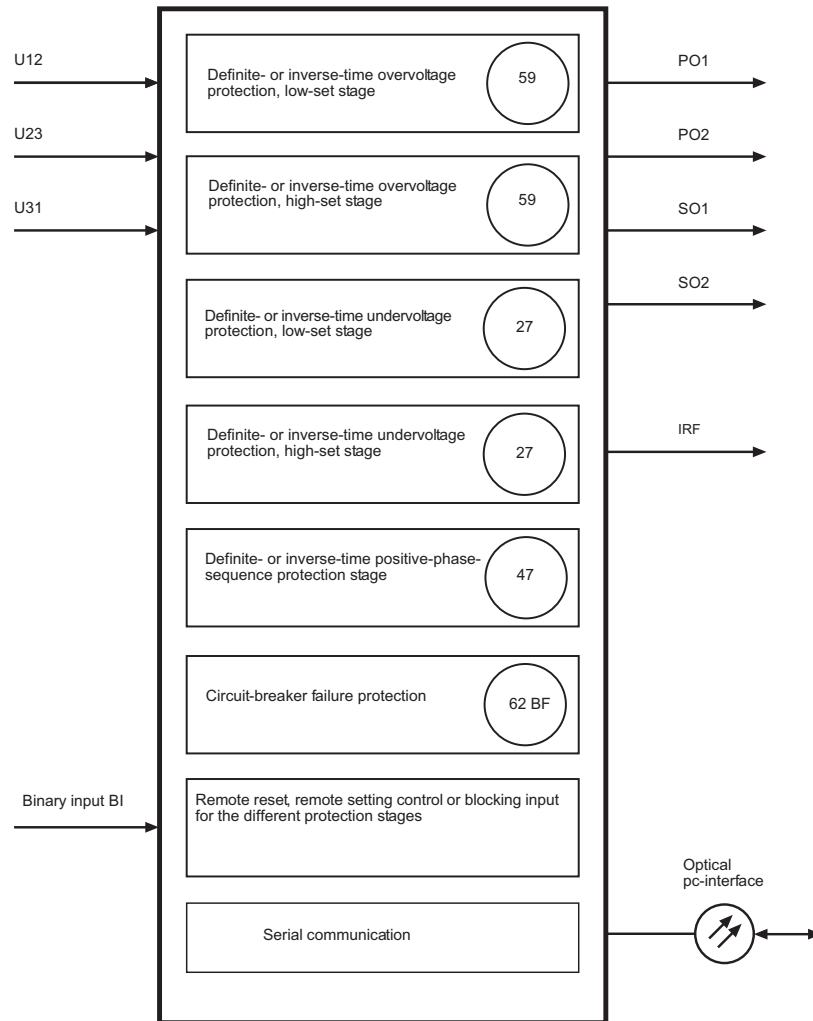 U12
U23
U31
Definite- or inverse-time overvoltage
protection, low-set stage
59
Definite- or inverse-time overvoltage
protection, high-set stage
59
Definite- or inverse-time undervoltage
protection, low-set stage
27
Definite- or inverse-time undervoltage
protection, high-set stage
27
Definite- or inverse-time positive-phase-
sequence protection stage
47
Circuit-breaker failure protection
62 BF
Binary input BI
Remote reset, remote setting control or blocking input
for the different protection stages
Serial communication
PO1
PO2
SO1
SO2
IRF
Optical
pc-interface